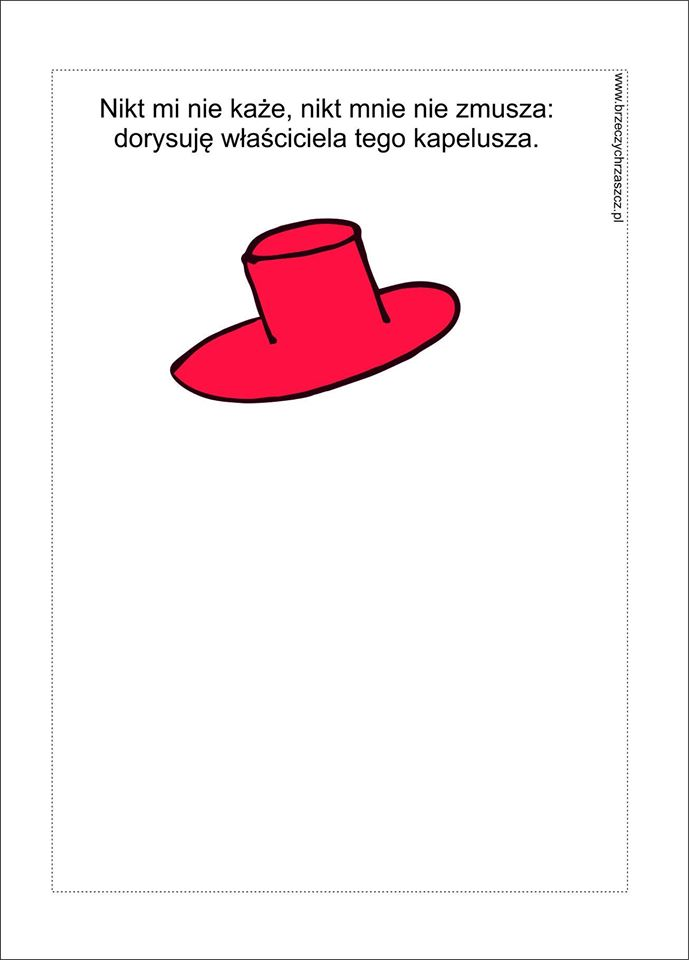 Nikt mi nie każe, nikt mnie nie zmusza:
dorysuję właściciela tego kapelusza.
www.brzeczychrzaszcz.pl